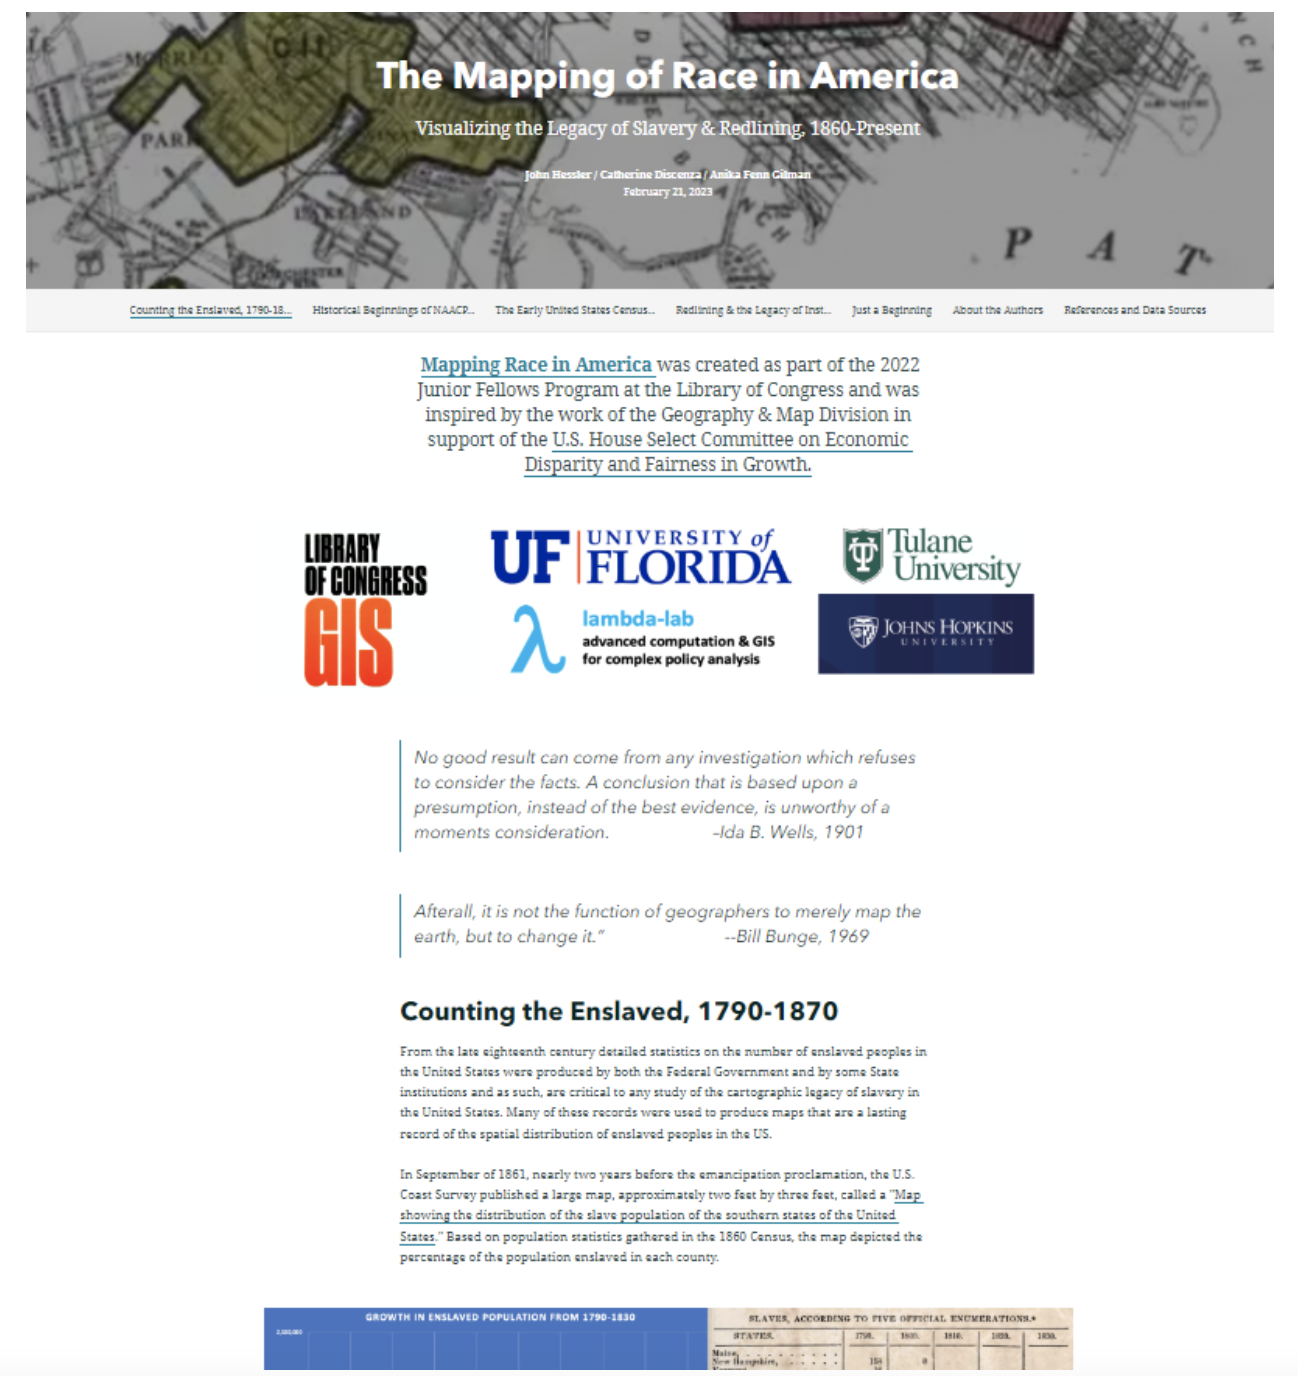 The Mapping of Race in America
Visualizing the Legacy of Slavery & Redlining, 1860-Present
John Hessler / Catherine Discenza / Anika Fenn Gilman
February 21, 2023
MORRELL
PAR
LAKELAND
P A T
Counting the Enslaved, 1790-18... Historical Beginnings of NAACP... The Early United States Census... Redlining & the Legacy of Inst... Just a Beginning About the Authors References and Data Sources
Mapping Race in America was created as part of the 2022
Junior Fellows Program at the Library of Congress and was
inspired by the work of the Geography & Map Division in
support of the U.S. House Select Committee on Economic
Disparity and Fairness in Growth.
LIBRARY
OF CONGRESS
GIS
UF UNIVERSITY of
FLORIDA
λ lambda-lab
advanced computation & GIS
for complex policy analysis
Tulane
University
JOHNS HOPKINS
UNIVERSITY
No good result can come from any investigation which refuses
to consider the facts. A conclusion that is based upon a
presumption, instead of the best evidence, is unworthy of a
moments consideration. –Ida B. Wells, 1901
Afterall, it is not the function of geographers to merely map the
earth, but to change it.” --Bill Bunge, 1969
Counting the Enslaved, 1790-1870
From the late eighteenth century detailed statistics on the number of enslaved peoples in
the United States were produced by both the Federal Government and by some State
institutions and as such, are critical to any study of the cartographic legacy of slavery in
the United States. Many of these records were used to produce maps that are a lasting
record of the spatial distribution of enslaved peoples in the US.
In September of 1861, nearly two years before the emancipation proclamation, the U.S.
Coast Survey published a large map, approximately two feet by three feet, called a "Map
showing the distribution of the slave population of the southern states of the United
States." Based on population statistics gathered in the 1860 Census, the map depicted the
percentage of the population enslaved in each county.
GROWTH IN ENSLAVED POPULATION FROM 1790-1830
SLAVES, ACCORDING TO FIVE OFFICIAL ENUMERATIONS.*
STATES. 1790. 1800. 1810. 1820. 1830.
Maine,
New Hampshire, 158 8